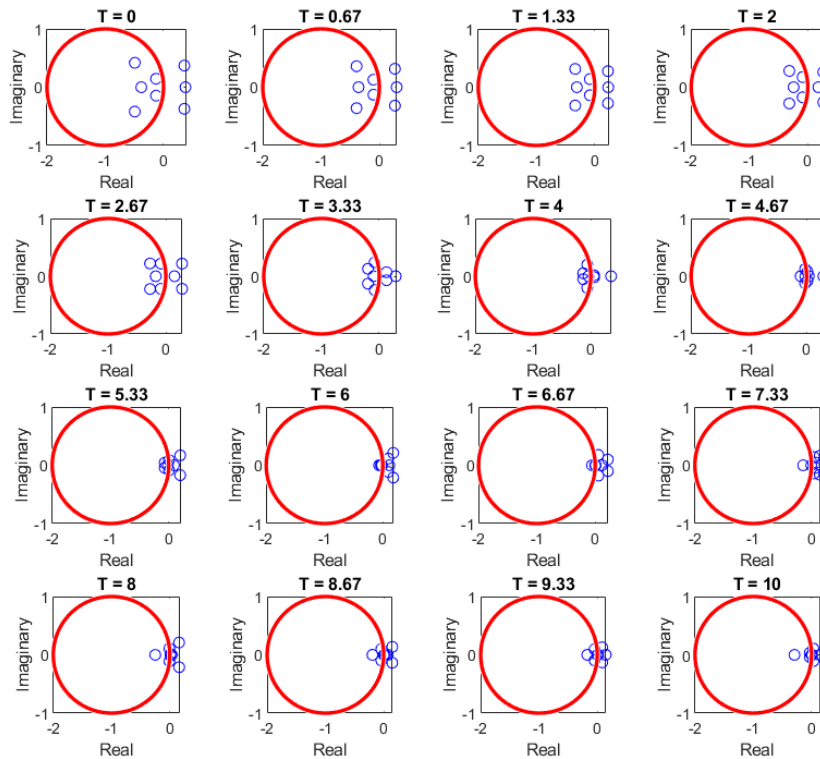 T = 0
T = 0.67
T = 1.33
T = 2
1
0
-1
Imaginary
-2
-1
0
Real
1
0
-1
Imaginary
-2
-1
0
Real
1
0
-1
Imaginary
-2
-1
0
Real
1
0
-1
Imaginary
-2
-1
0
Real
T = 2.67
T = 3.33
T = 4
T = 4.67
1
0
-1
Imaginary
-2
-1
0
Real
1
0
-1
Imaginary
-2
-1
0
Real
1
0
-1
Imaginary
-2
-1
0
Real
1
0
-1
Imaginary
-2
-1
0
Real
T = 5.33
T = 6
T = 6.67
T = 7.33
1
0
-1
Imaginary
-2
-1
0
Real
1
0
-1
Imaginary
-2
-1
0
Real
1
0
-1
Imaginary
-2
-1
0
Real
1
0
-1
Imaginary
-2
-1
0
Real
T = 8
T = 8.67
T = 9.33
T = 10
1
0
-1
Imaginary
-2
-1
0
Real
1
0
-1
Imaginary
-2
-1
0
Real
1
0
-1
Imaginary
-2
-1
0
Real
1
0
-1
Imaginary
-2
-1
0
Real